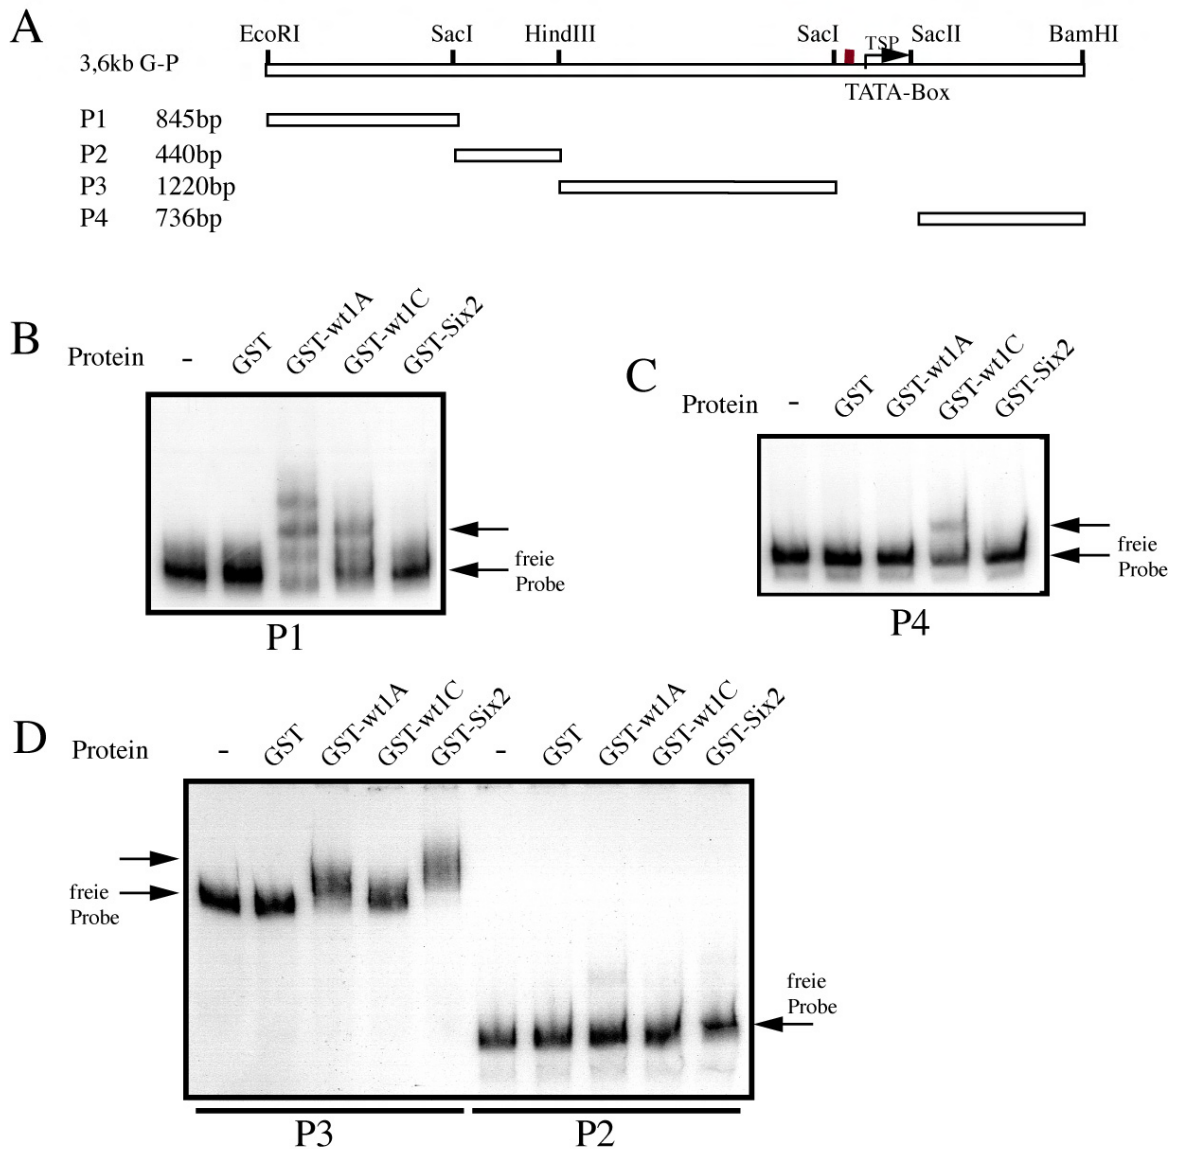 A
EcoRI SacI HindIII SacI TSP SacII BamHI
3,6kb G-P
TATA-Box
P1 845bp
P2 440bp
P3 1220bp
P4 736bp
B
Protein - GST GST-wt1A GST-wt1C GST-Six2
freie
Probe
P1
C
Protein - GST GST-wt1A GST-wt1C GST-Six2
freie
Probe
P4
D
Protein - GST GST-wt1A GST-wt1C GST-Six2 - GST GST-wt1A GST-wt1C GST-Six2
freie
Probe
freie
Probe
P3 P2